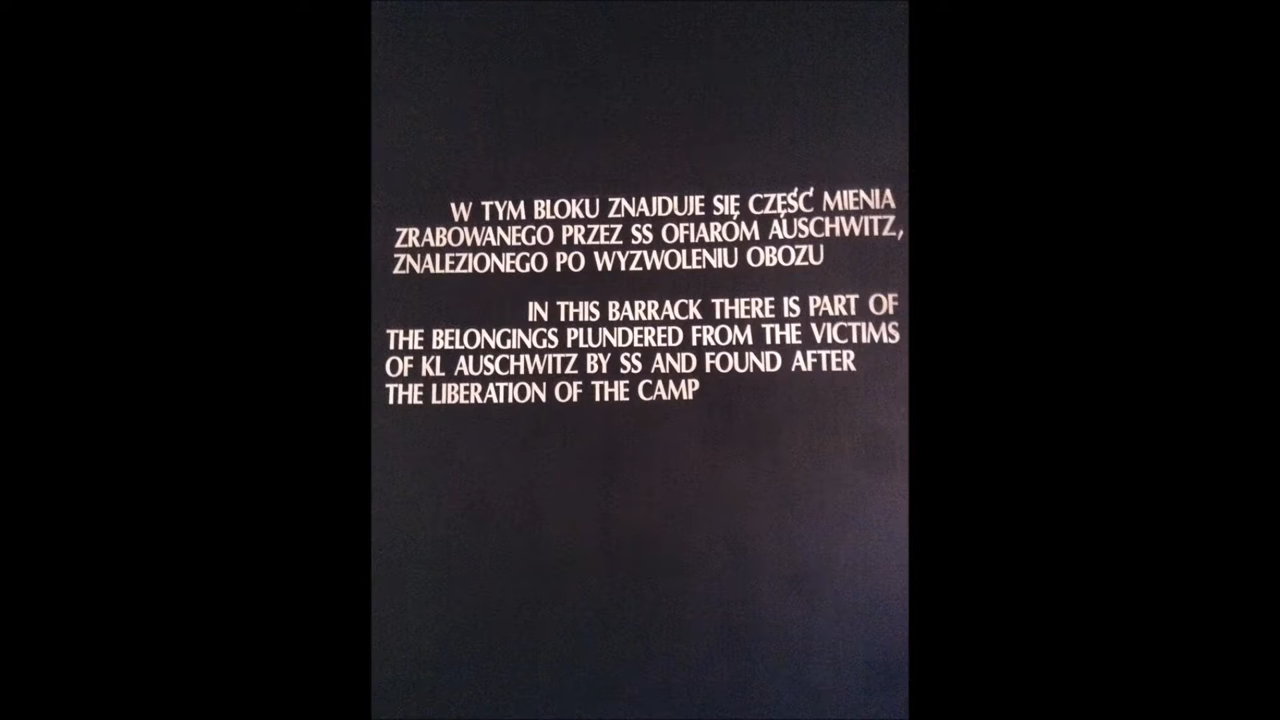 W TYM BLOKU ZNAJDUJE SIĘ CZĘŚĆ MIENIA
ZRABOWANEGO PRZEZ SS OFIAROM AUSCHWITZ,
ZNALEZIONEGO PO WYZWOLENIU OBOZU
IN THIS BARRACK THERE IS PART OF
THE BELONGINGS PLUNDERED FROM THE VICTIMS
OF KL AUSCHWITZ BY SS AND FOUND AFTER
THE LIBERATION OF THE CAMP